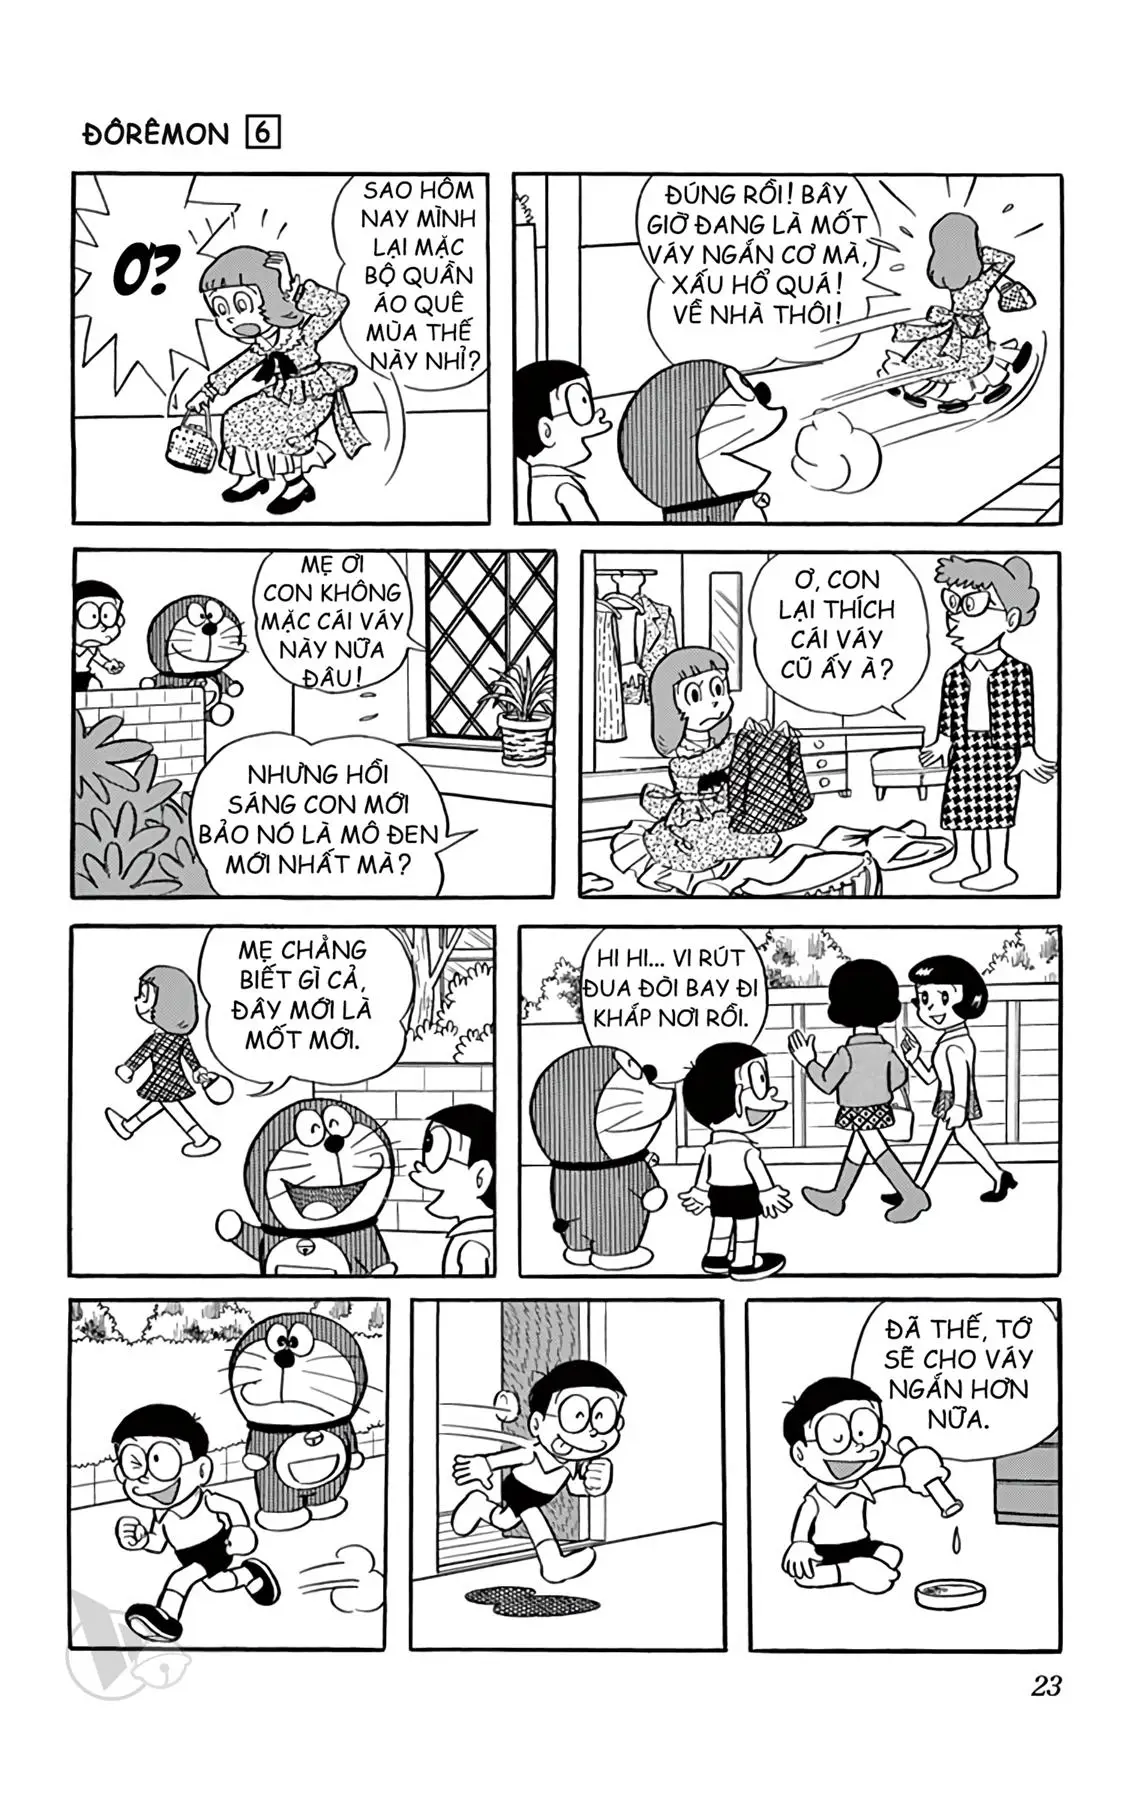 ĐÔRÊMON 6
Ơ?
SAO HÔM
NAY MÌNH
LẠI MẶC
BỘ QUẦN
ÁO QUÊ
MÙA THẾ
NÀY NHỈ?
ĐÚNG RỒI! BÂY
GIỜ ĐANG LÀ MỐT
VÁY NGẮN CƠ MÀ,
XẤU HỔ QUÁ!
VỀ NHÀ THÔI!
MẸ ƠI
CON KHÔNG
MẶC CÁI VÁY
NÀY NỮA
ĐÂU!
NHƯNG HỒI
SÁNG CON MỚI
BẢO NÓ LÀ MÔ ĐEN
MỚI NHẤT MÀ?
Ơ, CON
LẠI THÍCH
CÁI VÁY
CŨ ẤY À?
MẸ CHẲNG
BIẾT GÌ CẢ,
ĐÂY MỚI LÀ
MỐT MỚI.
HI HI... VI RÚT
ĐUA ĐÒI BAY ĐI
KHẮP NƠI RỒI.
ĐÃ THẾ, TỚ
SẼ CHO VÁY
NGẮN HƠN
NỮA.
23